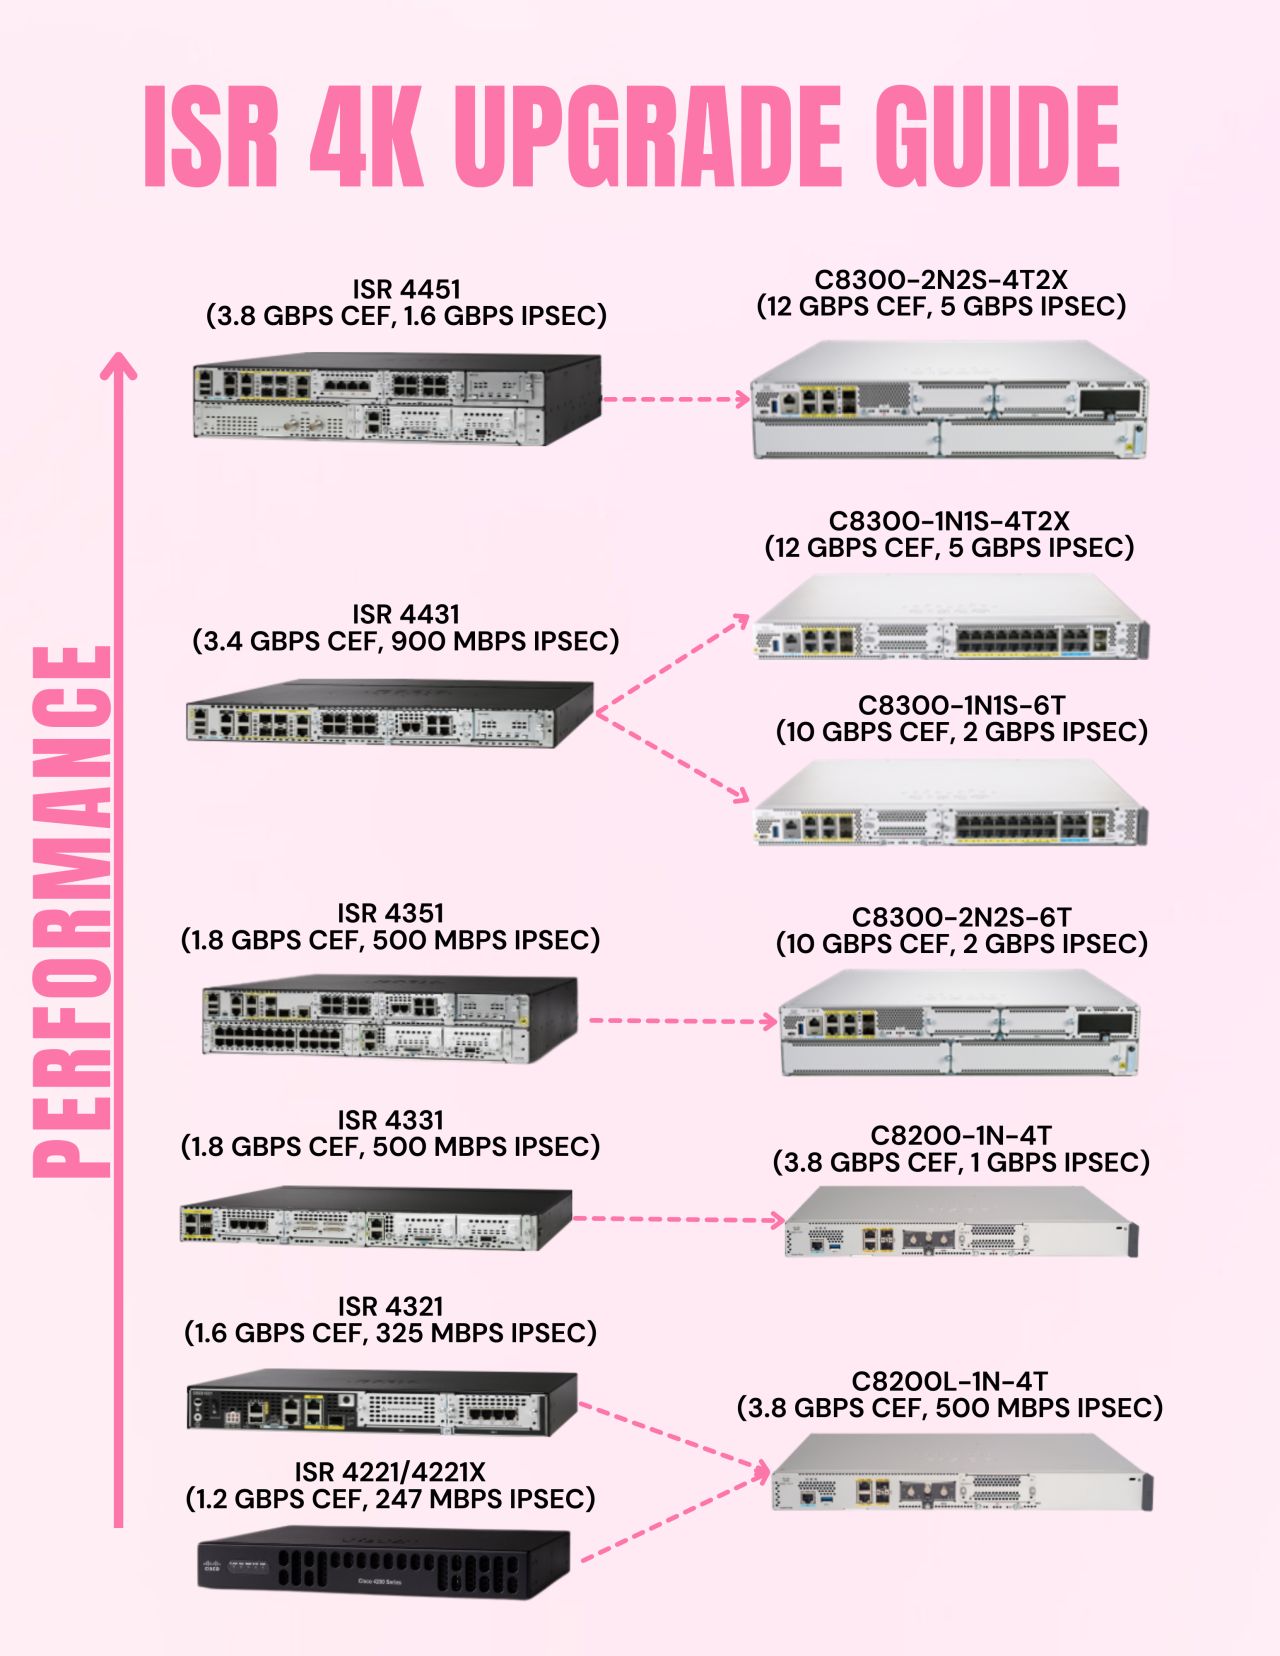 ISR 4K UPGRADE GUIDE
PERFORMANCE
ISR 4451
(3.8 GBPS CEF, 1.6 GBPS IPSEC)
C8300-2N2S-4T2X
(12 GBPS CEF, 5 GBPS IPSEC)
ISR 4431
(3.4 GBPS CEF, 900 MBPS IPSEC)
C8300-1N1S-4T2X
(12 GBPS CEF, 5 GBPS IPSEC)
C8300-1N1S-6T
(10 GBPS CEF, 2 GBPS IPSEC)
ISR 4351
(1.8 GBPS CEF, 500 MBPS IPSEC)
C8300-2N2S-6T
(10 GBPS CEF, 2 GBPS IPSEC)
ISR 4331
(1.8 GBPS CEF, 500 MBPS IPSEC)
C8200-1N-4T
(3.8 GBPS CEF, 1 GBPS IPSEC)
ISR 4321
(1.6 GBPS CEF, 325 MBPS IPSEC)
C8200L-1N-4T
(3.8 GBPS CEF, 500 MBPS IPSEC)
ISR 4221/4221X
(1.2 GBPS CEF, 247 MBPS IPSEC)
CISCO
Cisco 4200 Series